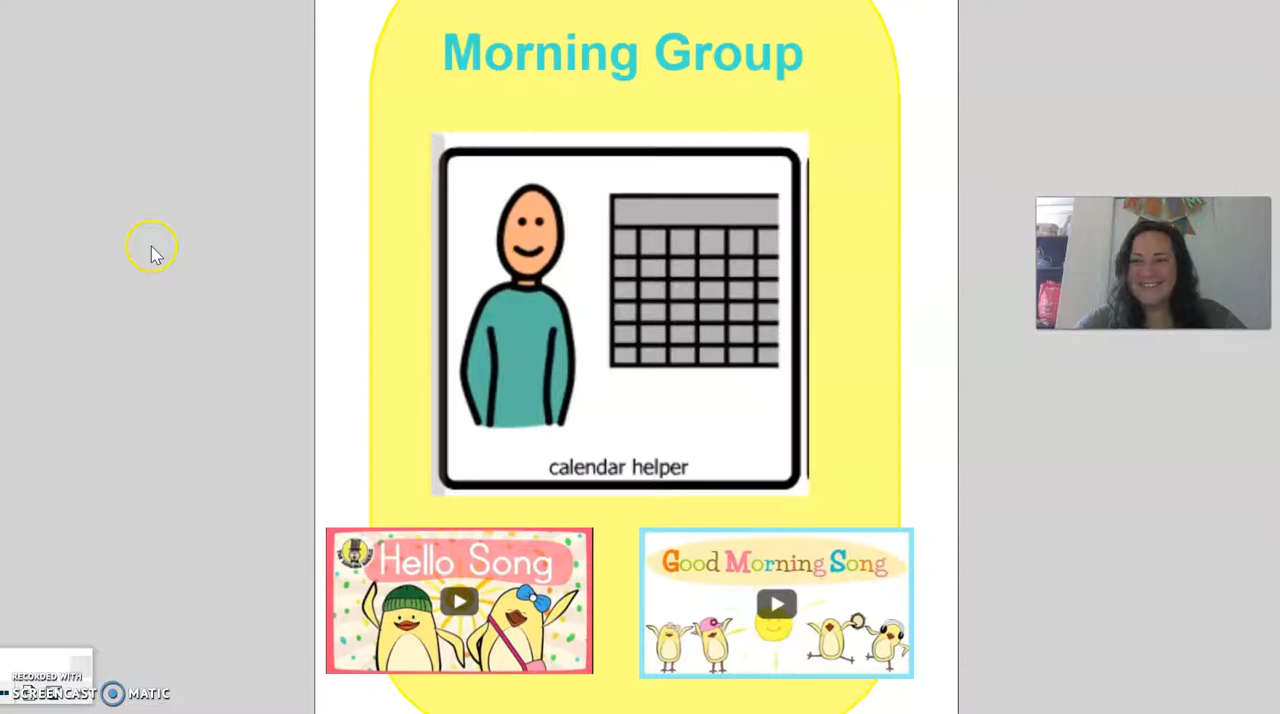 Morning Group
calendar helper
Hello Song
Good Morning Song
RECORDED WITH
SCREENCAST MATIC